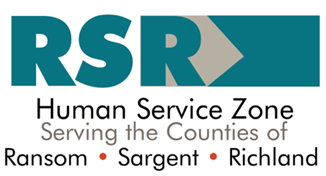 RSR
Human Service Zone
Serving the Counties of
Ransom • Sargent • Richland